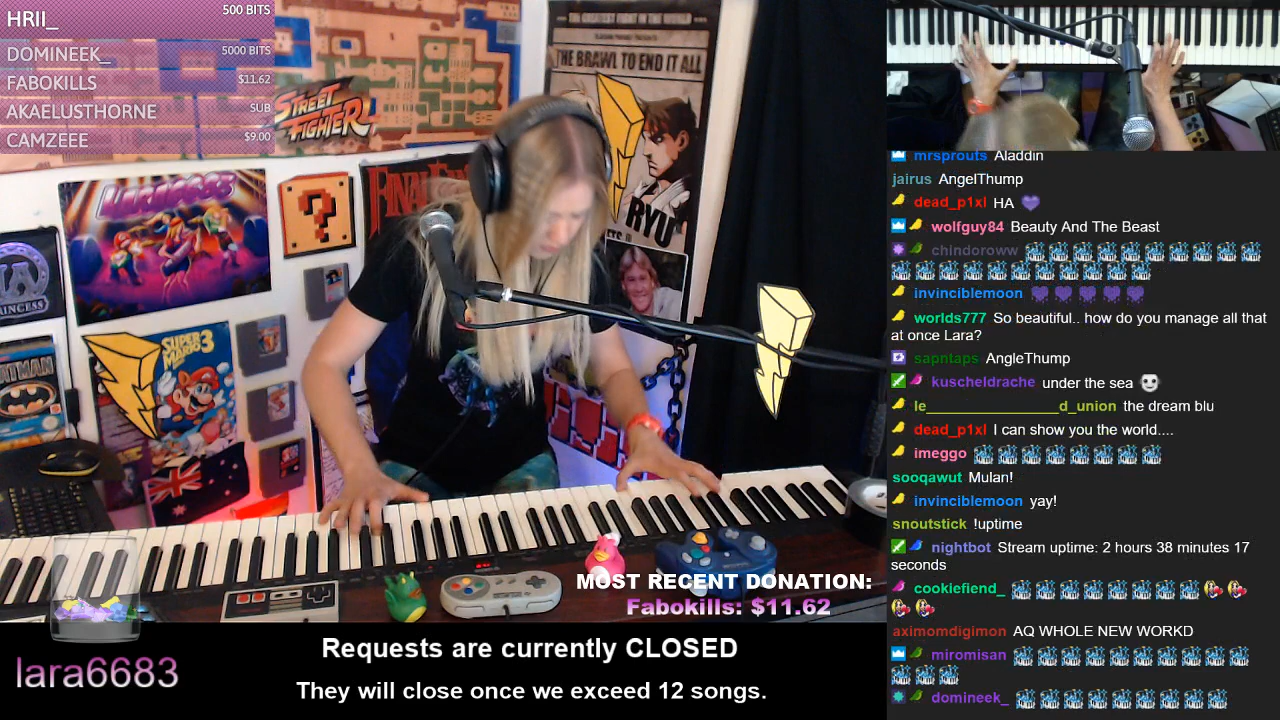 HRII_ 500 BITS
DOMINEEK_ 5000 BITS
FABOKILLS $11.62
AKAELUSTHORNE SUB
CAMZEEE $9.00
STREET FIGHTER
THE BRAWL TO END IT ALL
RYU
FINAL
PRINCESS
BATMAN
SUPER MARIO 3
MOST RECENT DONATION:
Fabokills: $11.62
lara6683
Requests are currently CLOSED
They will close once we exceed 12 songs.
mrsprouts Aladdin
jairus AngelThump
dead_p1xl HA
wolfguy84 Beauty And The Beast
chindoroww
invinciblemoon
worlds777 So beautiful.. how do you manage all that
at once Lara?
sapntaps AngleThump
kuscheldrache under the sea
le________________d_union the dream blu
dead_p1xl I can show you the world....
imeggo
sooqawut Mulan!
invinciblemoon yay!
snoutstick !uptime
nightbot Stream uptime: 2 hours 38 minutes 17
seconds
cookiefiend_
aximomdigimon AQ WHOLE NEW WORKD
miromisan
domineek_